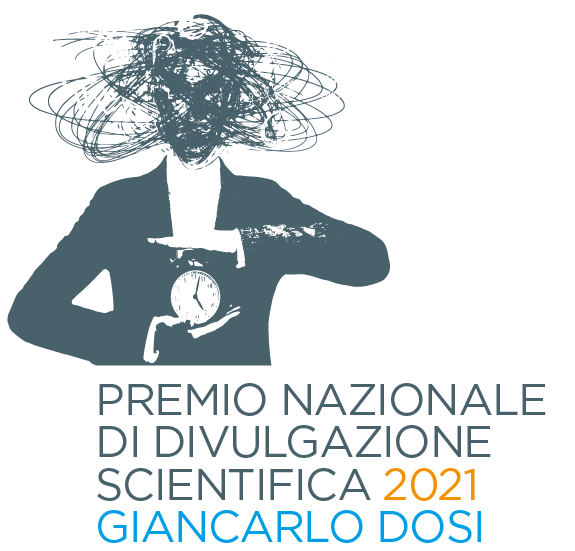 PREMIO NAZIONALE
DI DIVULGAZIONE
SCIENTIFICA 2021
GIANCARLO DOSI